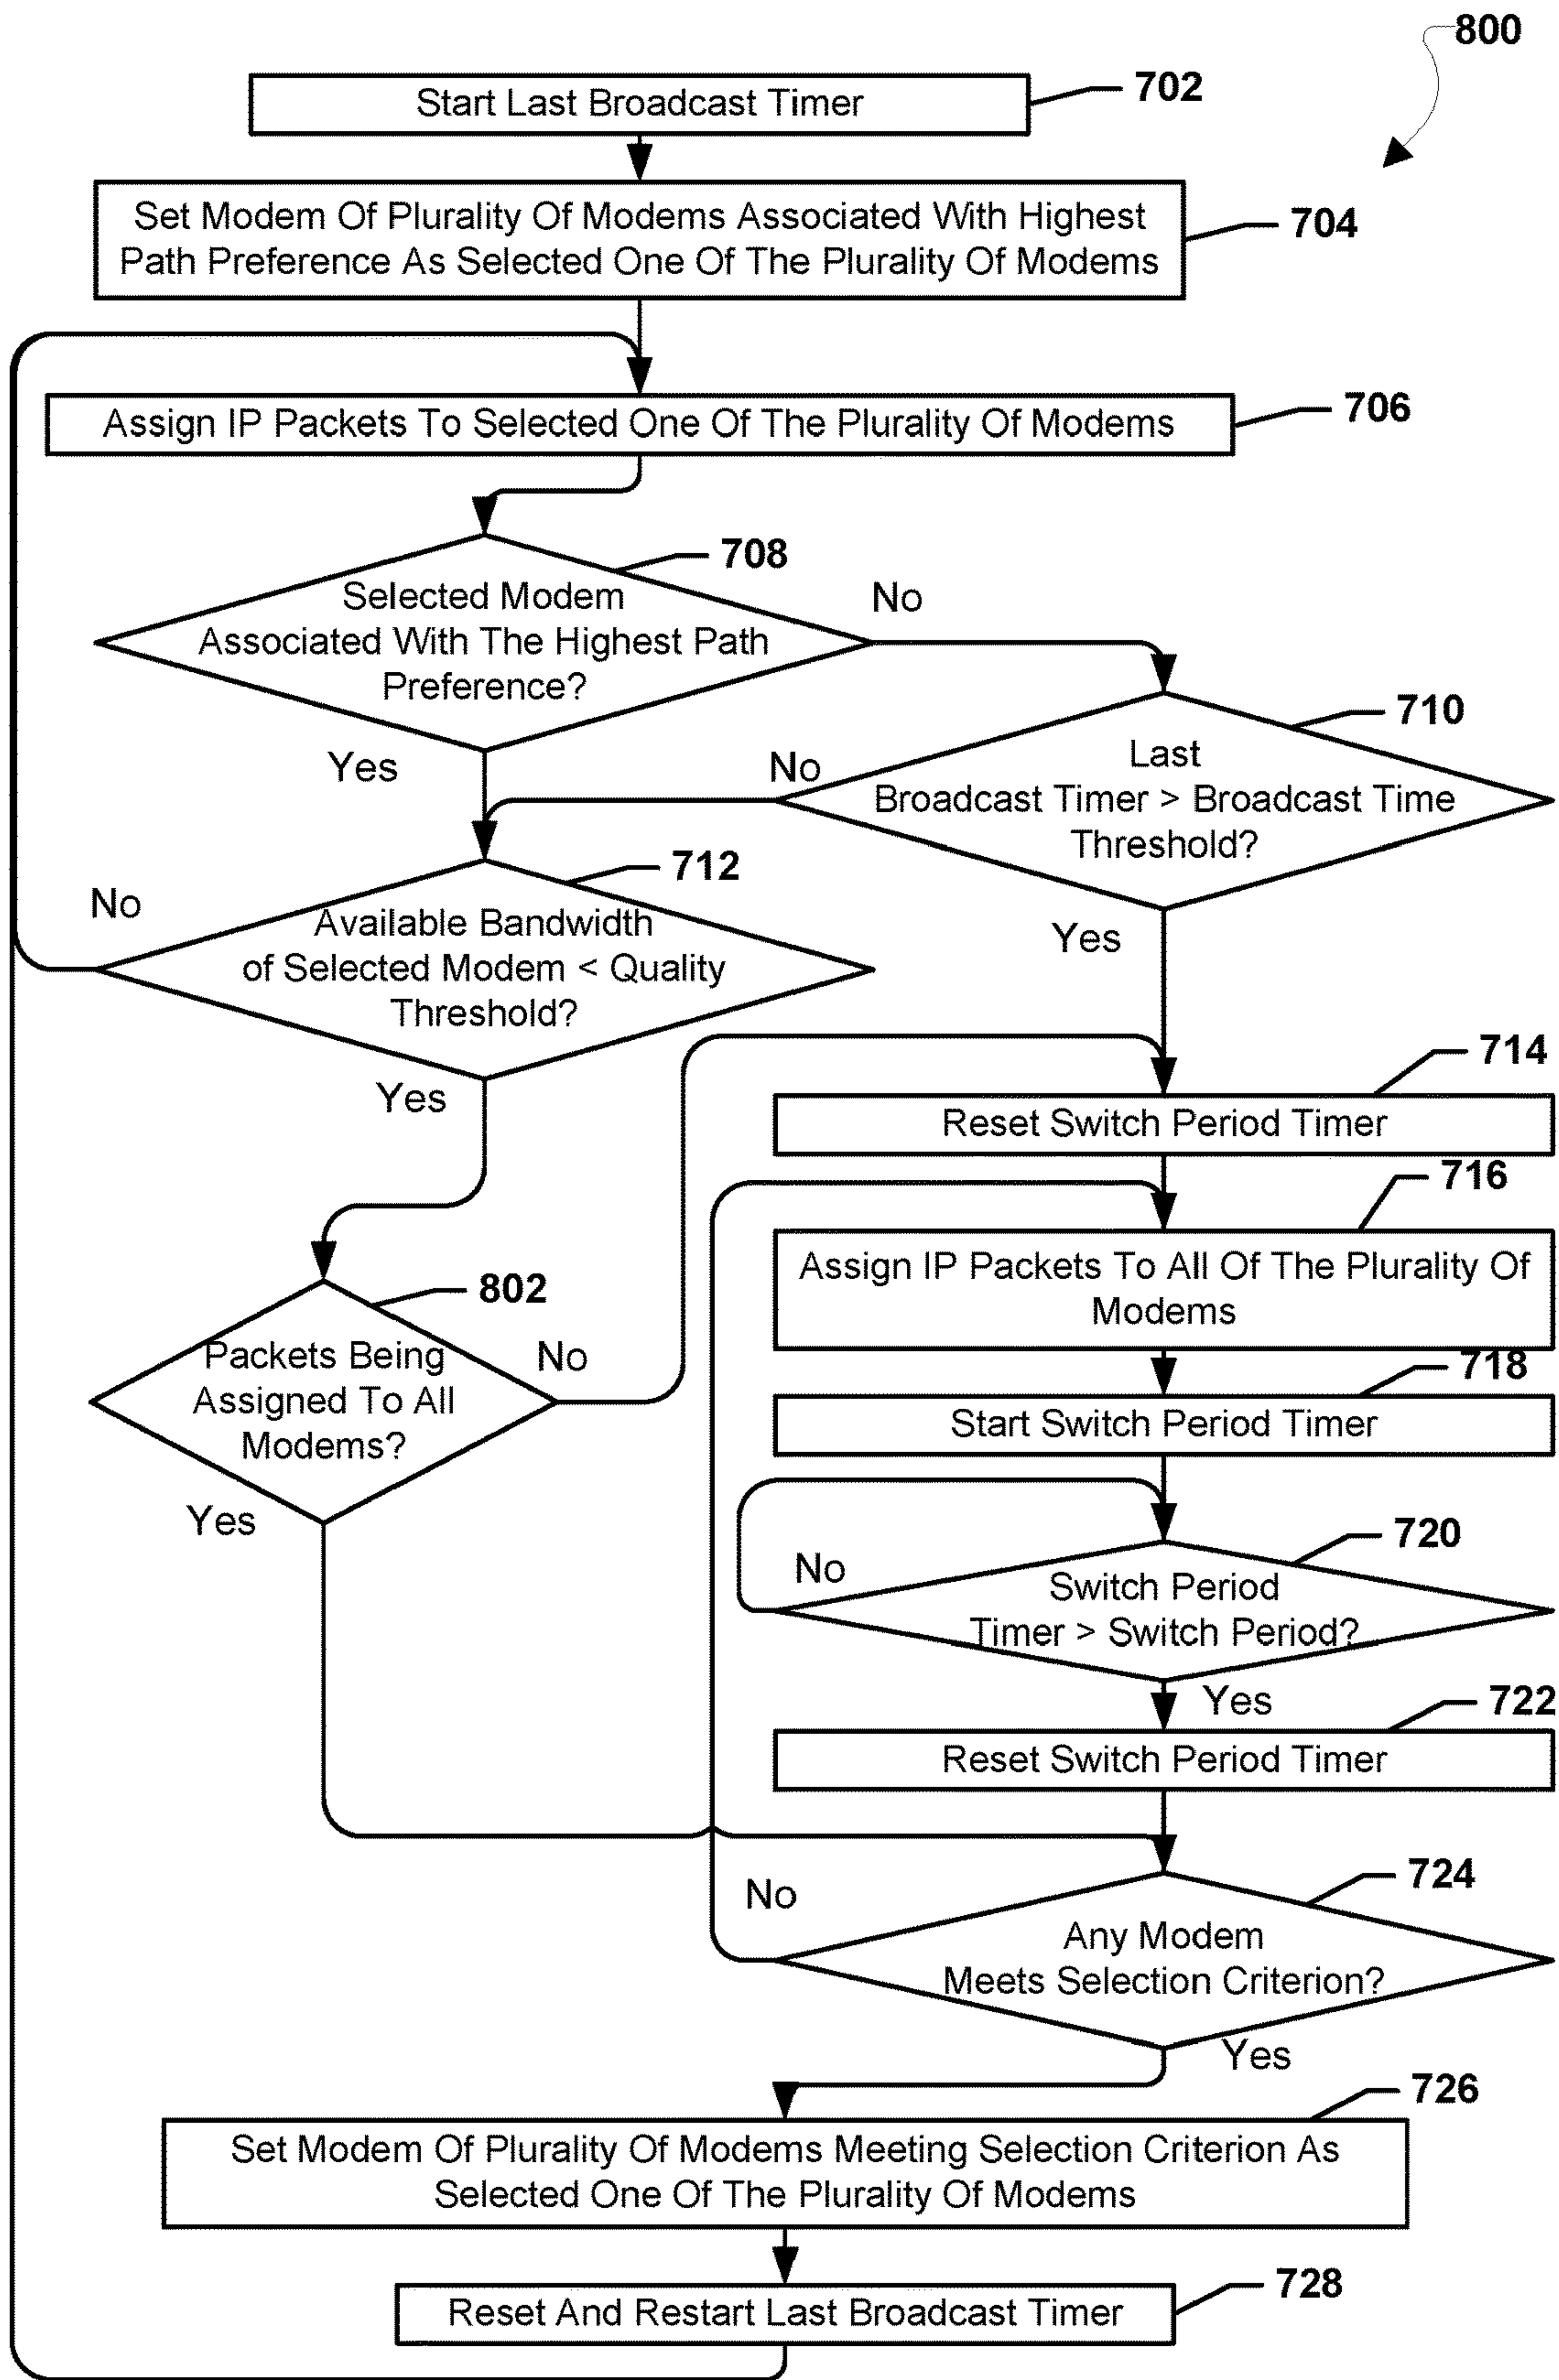 800
Start Last Broadcast Timer
702
Set Modem Of Plurality Of Modems Associated With Highest
Path Preference As Selected One Of The Plurality Of Modems
704
Assign IP Packets To Selected One Of The Plurality Of Modems
706
708
Selected Modem
Associated With The Highest Path
Preference?
No
Yes
710
Last
Broadcast Timer > Broadcast Time
Threshold?
No
Yes
712
Available Bandwidth
of Selected Modem < Quality
Threshold?
No
Yes
714
Reset Switch Period Timer
716
Assign IP Packets To All Of The Plurality Of
Modems
802
Packets Being
Assigned To All
Modems?
No
Yes
718
Start Switch Period Timer
720
Switch Period
Timer > Switch Period?
No
Yes
722
Reset Switch Period Timer
724
Any Modem
Meets Selection Criterion?
No
Yes
726
Set Modem Of Plurality Of Modems Meeting Selection Criterion As
Selected One Of The Plurality Of Modems
728
Reset And Restart Last Broadcast Timer